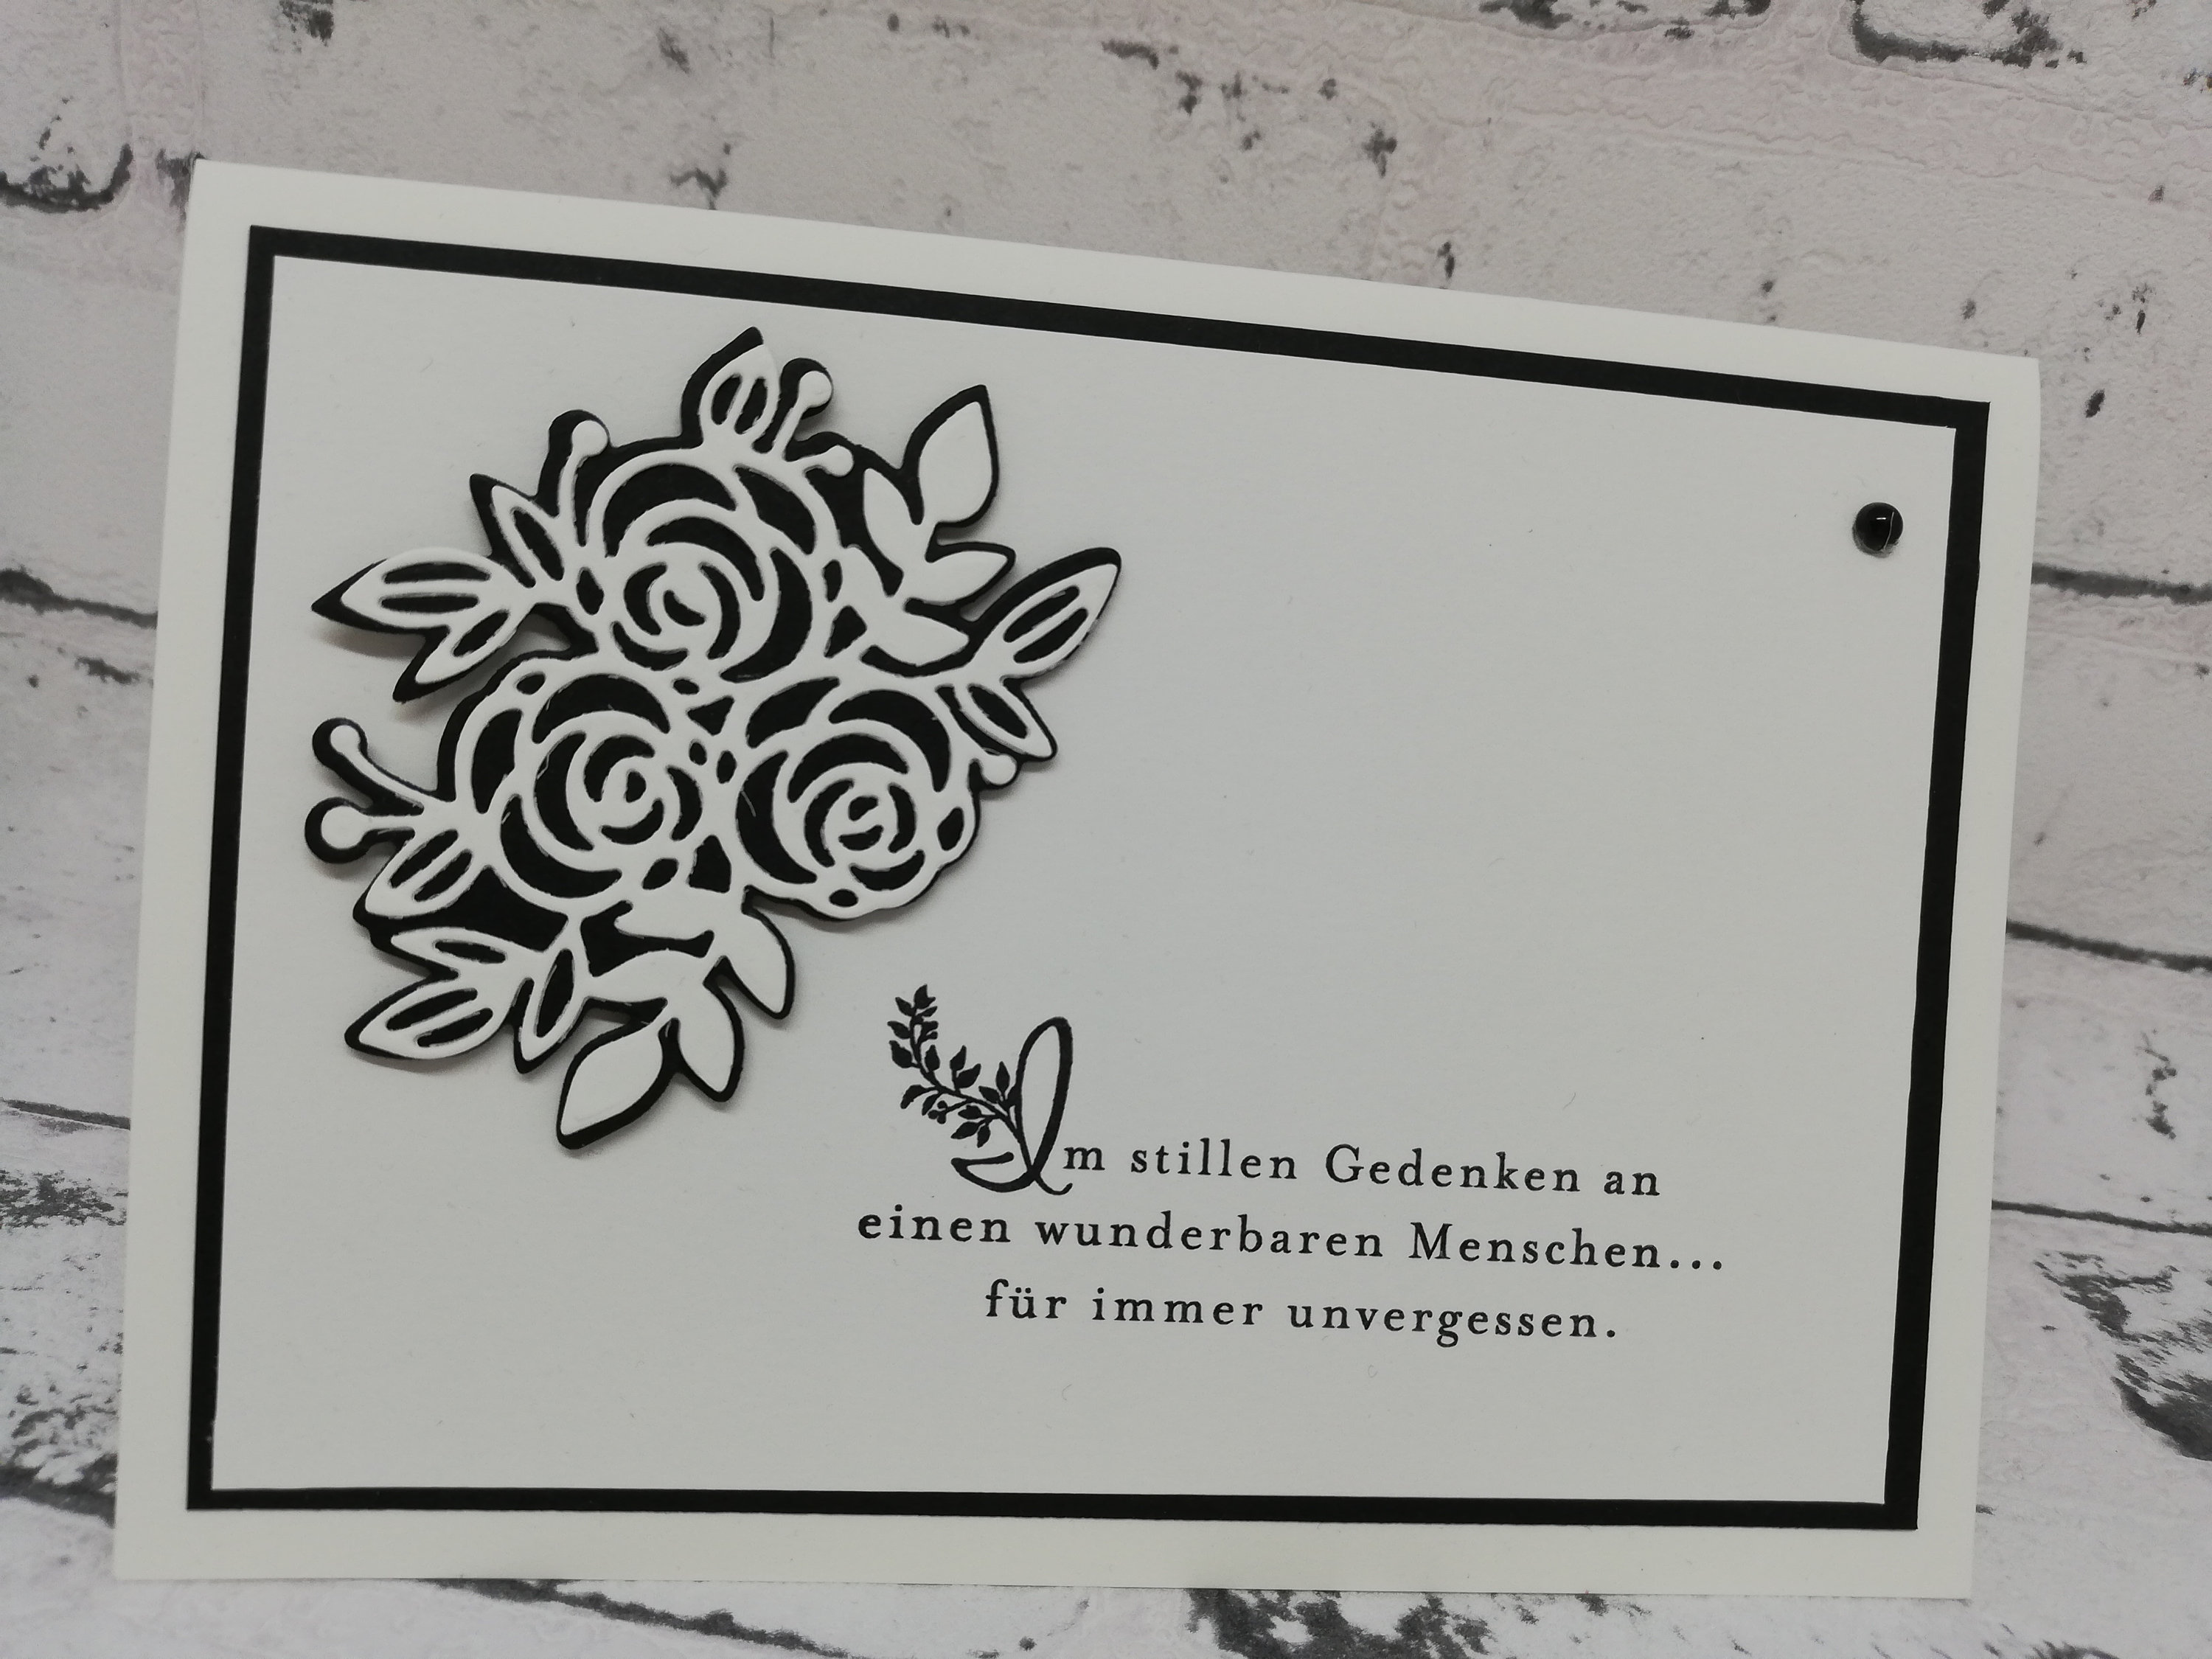 Im stillen Gedenken an
einen wunderbaren Menschen...
für immer unvergessen.